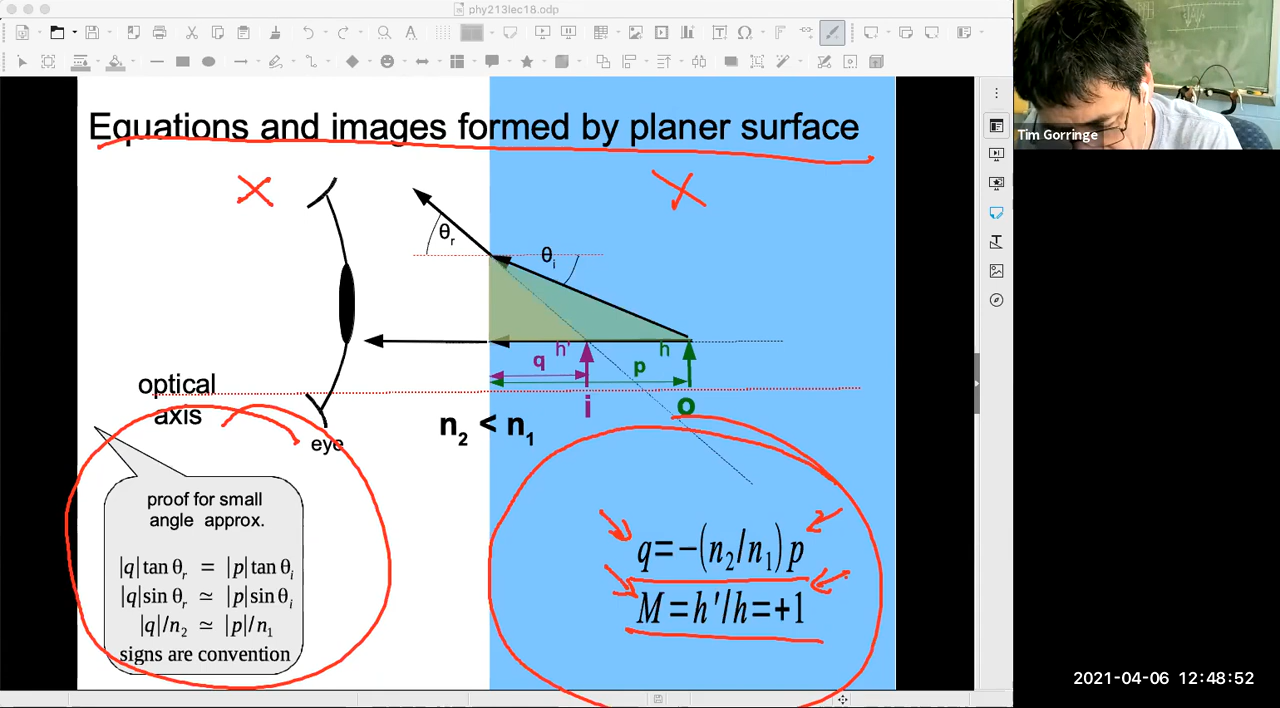 phy213lec18.odp
Equations and images formed by planer surface
Tim Gorringe
θr
θi
h'
h
q
p
optical
axis
i
o
n2 < n1
eye
proof for small
angle approx.
|q| tan θr = |p| tan θi
|q| sin θr ≃ |p| sin θi
|q|/n2 ≃ |p|/n1
signs are convention
q=−(n2/n1) p
M=h'/h=+1
2021-04-06 12:48:52